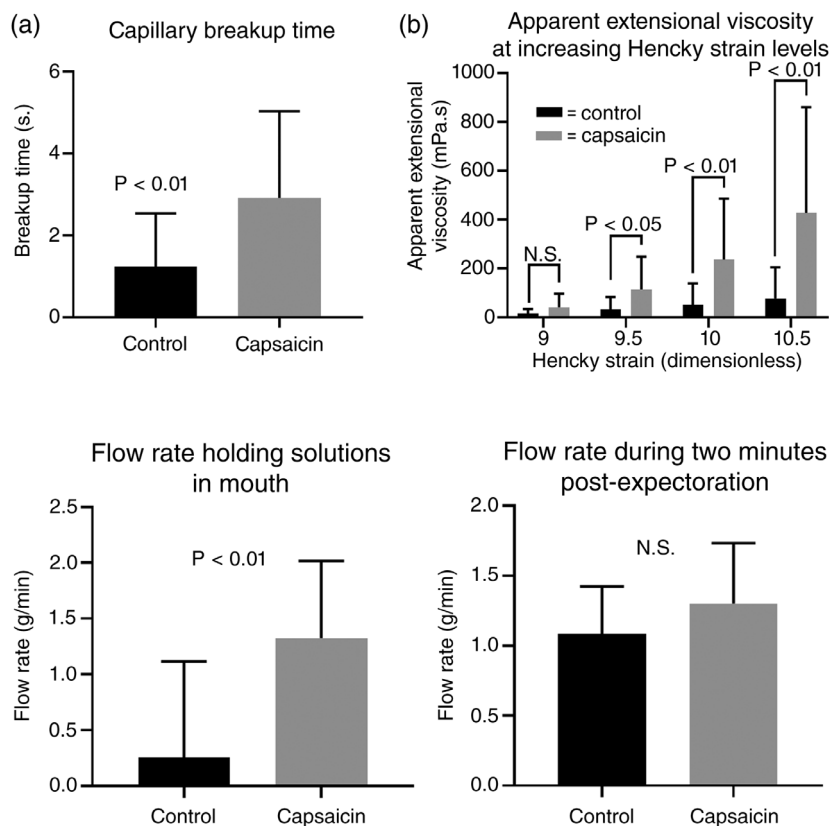 (a)
Capillary breakup time
Breakup time (s.)
6
4
2
0
P < 0.01
Control
Capsaicin
(b)
Apparent extensional viscosity
at increasing Hencky strain levels
Apparent extensional
viscosity (mPa.s)
1000
800
600
400
200
0
= control
= capsaicin
N.S.
P < 0.05
P < 0.01
P < 0.01
9
9.5
10
10.5
Hencky strain (dimensionless)
Flow rate holding solutions
in mouth
Flow rate (g/min)
2.5
2.0
1.5
1.0
0.5
0.0
P < 0.01
Control
Capsaicin
Flow rate during two minutes
post-expectoration
Flow rate (g/min)
2.0
1.5
1.0
0.5
0.0
N.S.
Control
Capsaicin